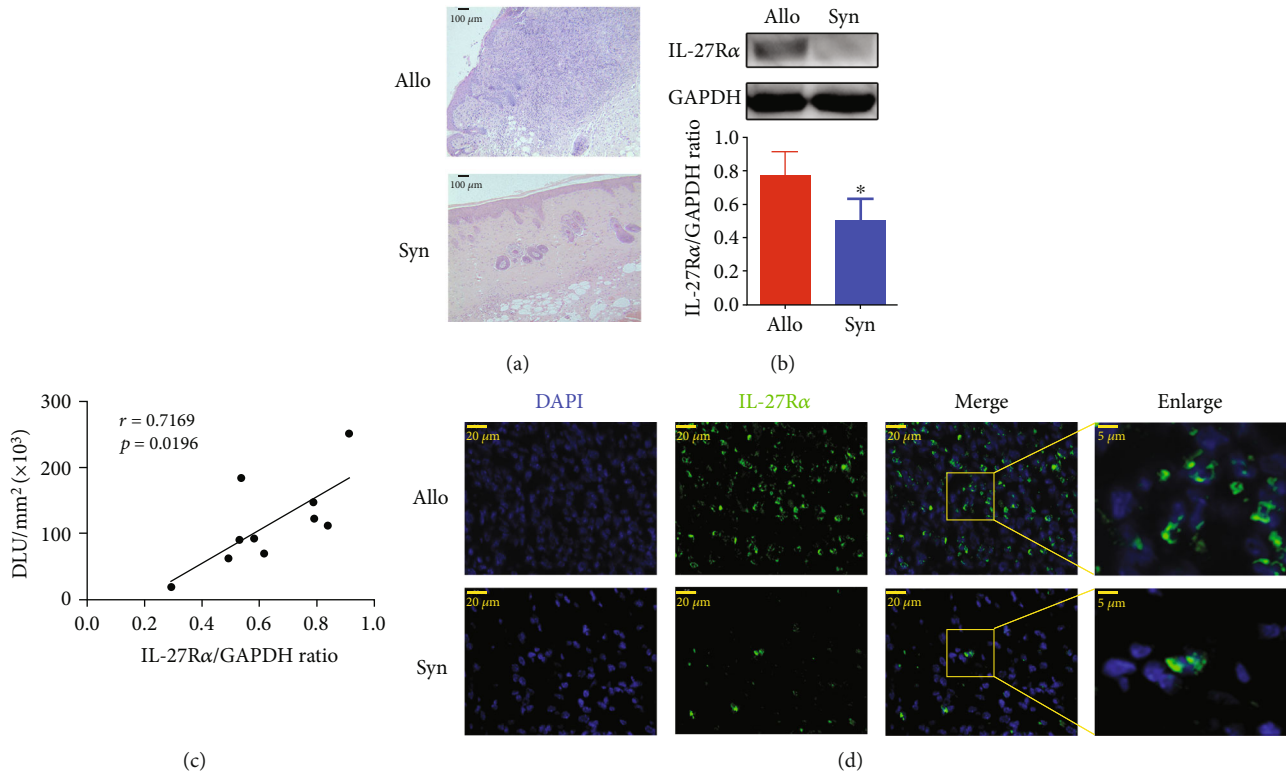 100 μm
Allo
100 μm
Syn
(a)
Allo Syn
IL-27Rα
GAPDH
IL-27Rα/GAPDH ratio
1.0
0.8
0.6
0.4
0.2
0.0
*
Allo Syn
(b)
DLU/mm² (×10³)
300
200
100
0
r = 0.7169
p = 0.0196
0.0 0.2 0.4 0.6 0.8 1.0
IL-27Rα/GAPDH ratio
(c)
DAPI IL-27Rα Merge Enlarge
Allo
20 μm 20 μm 20 μm 5 μm
Syn
20 μm 20 μm 20 μm 5 μm
(d)